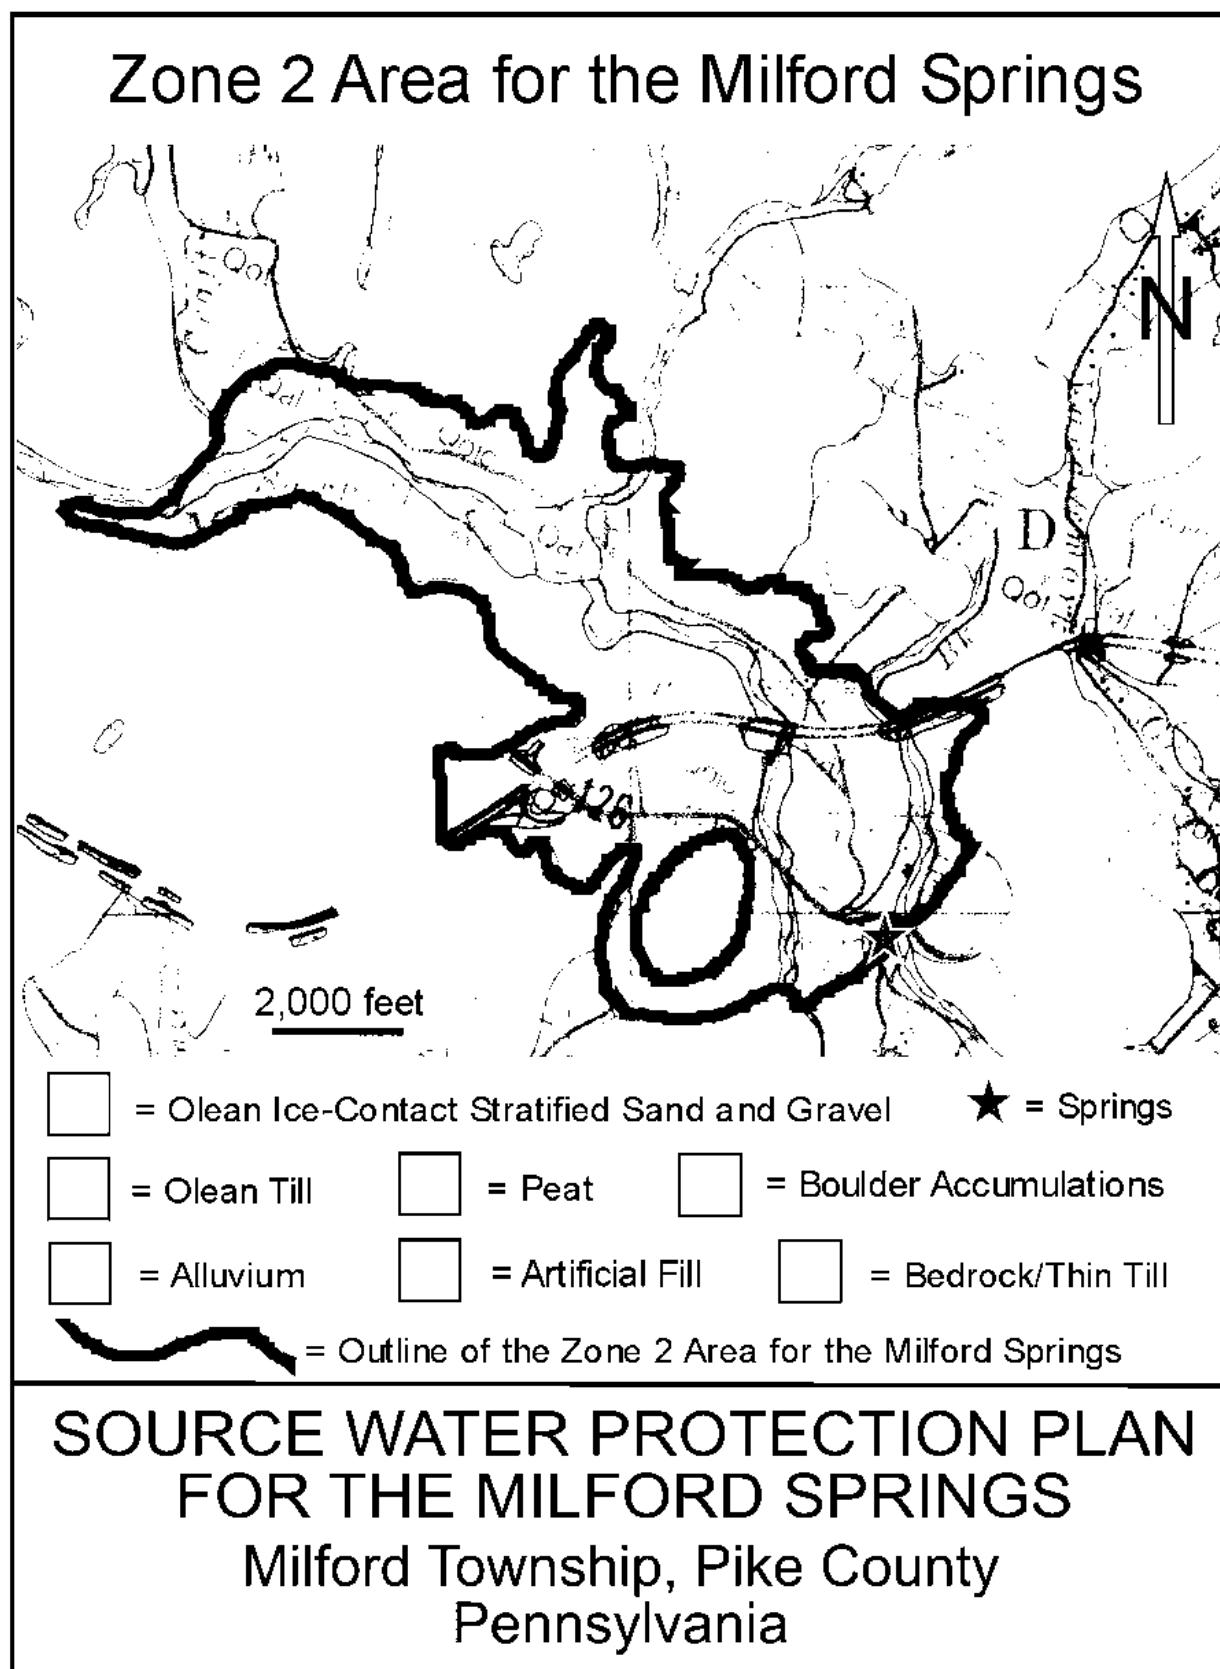 Zone 2 Area for the Milford Springs
N
Qal
D
126
2,000 feet
= Olean Ice-Contact Stratified Sand and Gravel
= Springs
= Olean Till
= Peat
= Boulder Accumulations
= Alluvium
= Artificial Fill
= Bedrock/Thin Till
= Outline of the Zone 2 Area for the Milford Springs
SOURCE WATER PROTECTION PLAN
FOR THE MILFORD SPRINGS
Milford Township, Pike County
Pennsylvania